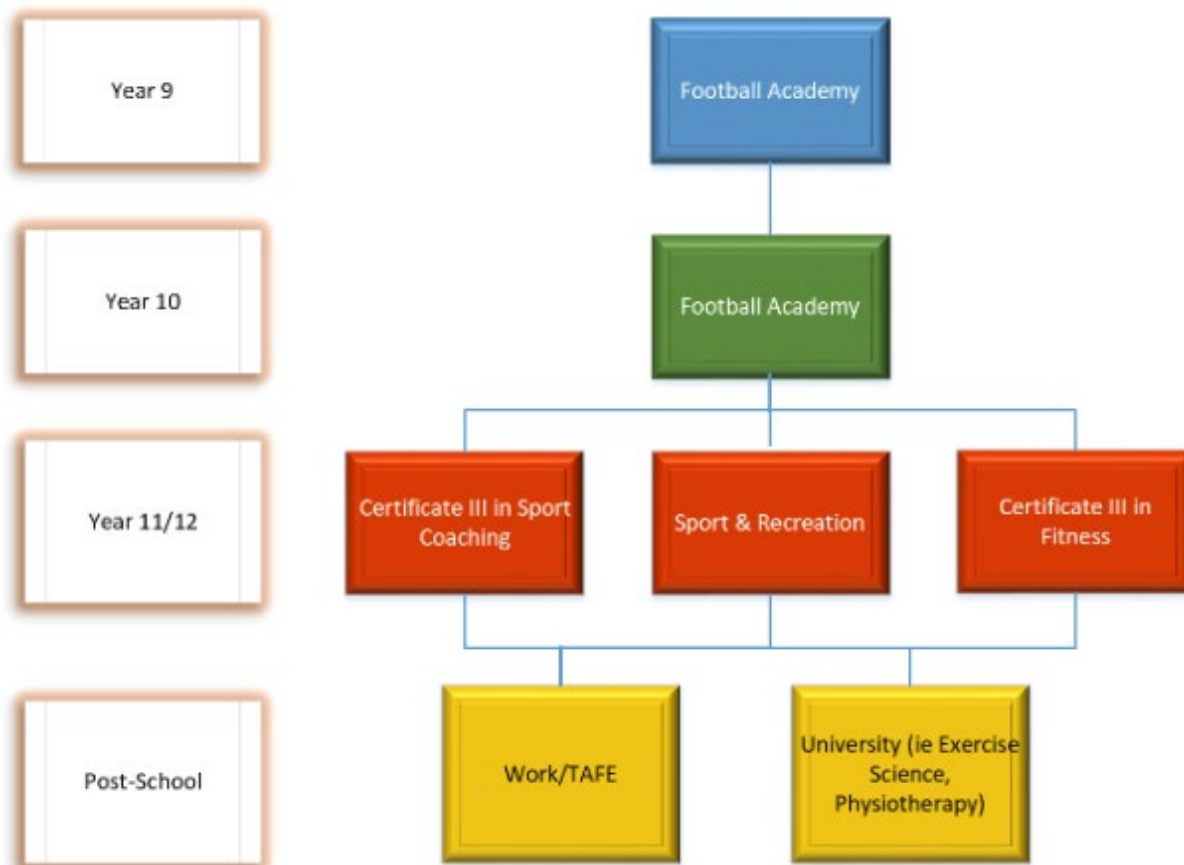 Year 9
Football Academy
Year 10
Football Academy
Year 11/12
Certificate III in Sport
Coaching
Sport & Recreation
Certificate III in
Fitness
Post-School
Work/TAFE
University (ie Exercise
Science,
Physiotherapy)